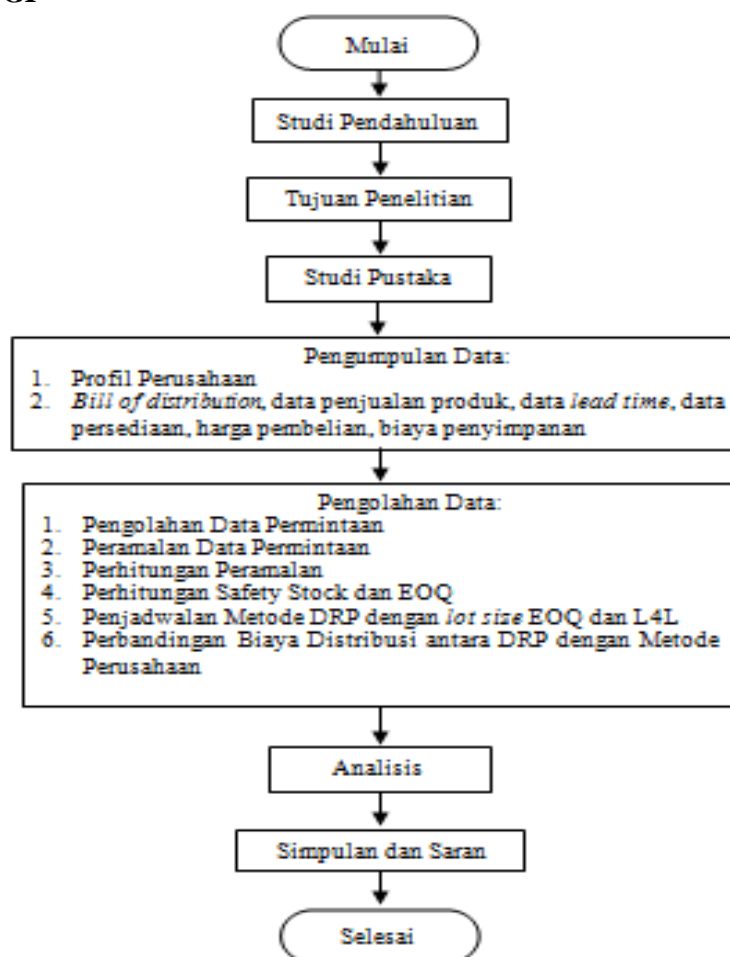 Mulai
Studi Pendahuluan
Tujuan Penelitian
Studi Pustaka
Pengumpulan Data:
1. Profil Perusahaan
2. Bill of distribution, data penjualan produk, data lead time, data
persediaan, harga pembelian, biaya penyimpanan
Pengolahan Data:
1. Pengolahan Data Permintaan
2. Peramalan Data Permintaan
3. Perhitungan Peramalan
4. Perhitungan Safety Stock dan EOQ
5. Penjadwalan Metode DRP dengan lot size EOQ dan L4L
6. Perbandingan Biaya Distribusi antara DRP dengan Metode
Perusahaan
Analisis
Simpulan dan Saran
Selesai